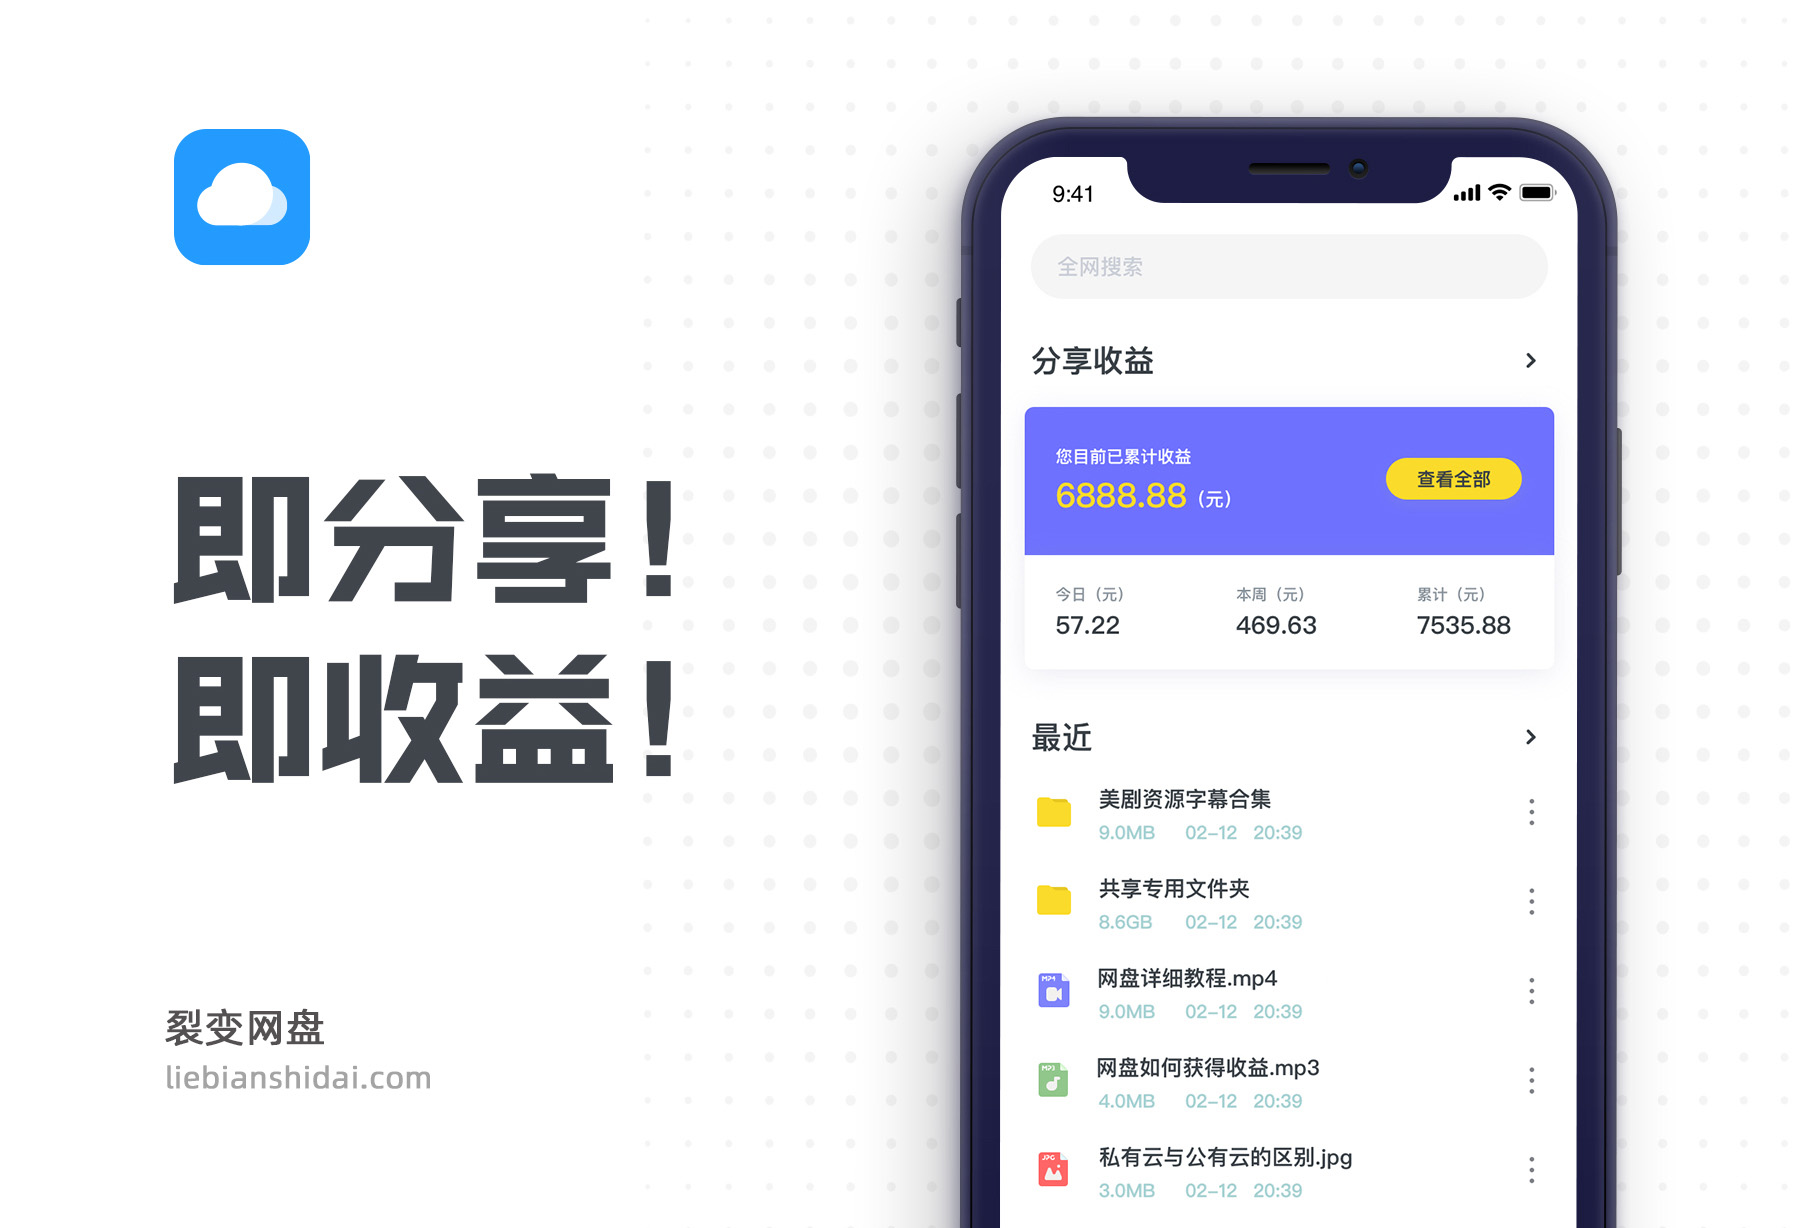 即分享！
即收益！
裂变网盘
liebianshidai.com
9:41
全网搜索
分享收益
您目前已累计收益
6888.88（元）
查看全部
今日（元） 本周（元） 累计（元）
57.22 469.63 7535.88
最近
美剧资源字幕合集
9.0MB 02-12 20:39
共享专用文件夹
8.6GB 02-12 20:39
MP4
网盘详细教程.mp4
9.0MB 02-12 20:39
MP3
网盘如何获得收益.mp3
4.0MB 02-12 20:39
JPG
私有云与公有云的区别.jpg
3.0MB 02-12 20:39